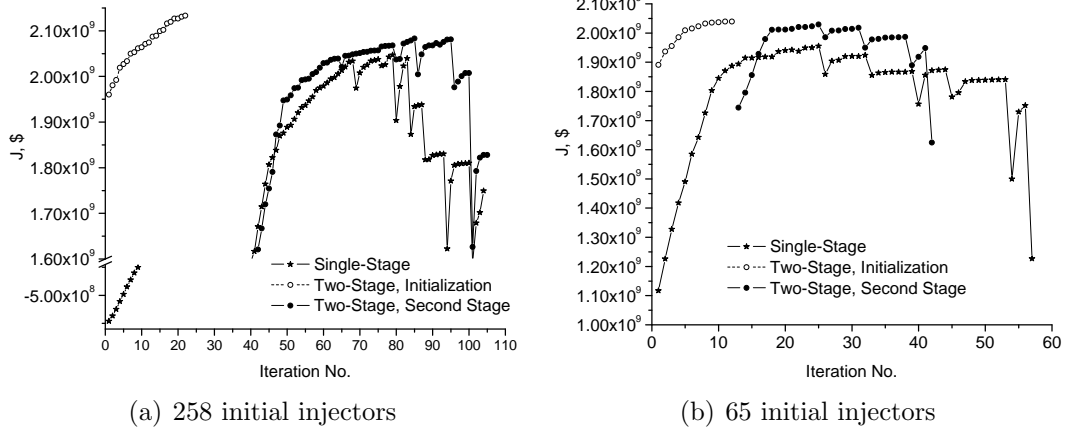 2.10x10⁹
2.00x10⁹
1.90x10⁹
1.80x10⁹
1.70x10⁹
1.60x10⁹
-5.00x10⁸
J, $
0 10 20 30 40 50 60 70 80 90 100 110
Iteration No.
Single-Stage
Two-Stage, Initialization
Two-Stage, Second Stage
(a) 258 initial injectors
2.10x10⁹
2.00x10⁹
1.90x10⁹
1.80x10⁹
1.70x10⁹
1.60x10⁹
1.50x10⁹
1.40x10⁹
1.30x10⁹
1.20x10⁹
1.10x10⁹
1.00x10⁹
J, $
0 10 20 30 40 50 60
Iteration No.
Single-Stage
Two-Stage, Initialization
Two-Stage, Second Stage
(b) 65 initial injectors